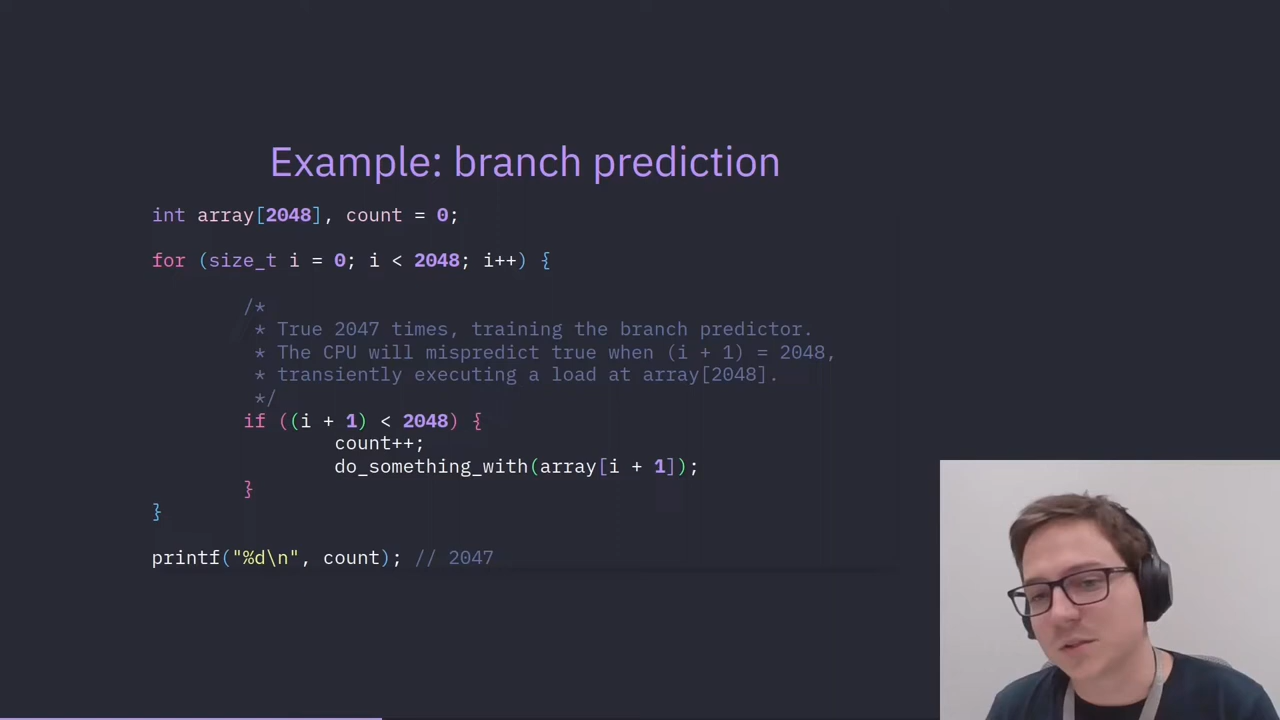 Example: branch prediction
int array[2048], count = 0;
for (size_t i = 0; i < 2048; i++) {
/*
* True 2047 times, training the branch predictor.
* The CPU will mispredict true when (i + 1) = 2048,
* transiently executing a load at array[2048].
*/
if ((i + 1) < 2048) {
count++;
do_something_with(array[i + 1]);
}
}
printf("%d\n", count); // 2047